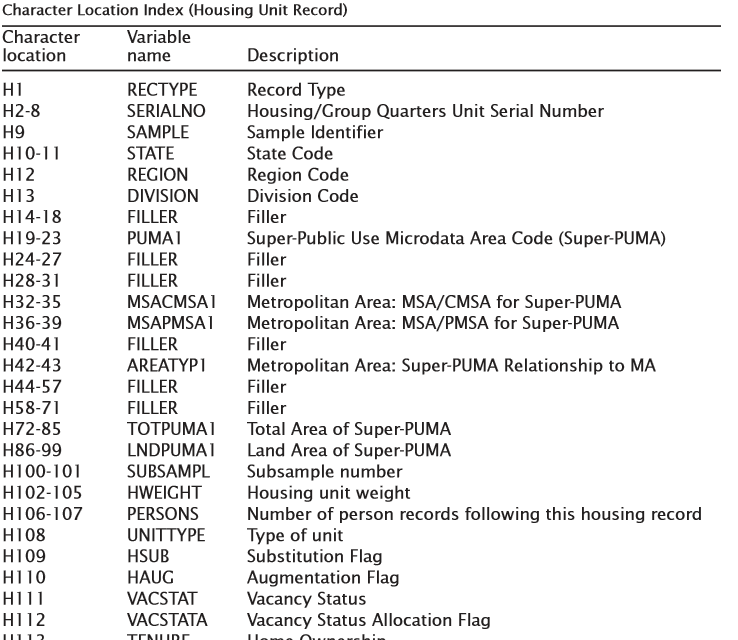 Character Location Index (Housing Unit Record)
Character location Variable name Description
H1 RECTYPE Record Type
H2-8 SERIALNO Housing/Group Quarters Unit Serial Number
H9 SAMPLE Sample Identifier
H10-11 STATE State Code
H12 REGION Region Code
H13 DIVISION Division Code
H14-18 FILLER Filler
H19-23 PUMA1 Super-Public Use Microdata Area Code (Super-PUMA)
H24-27 FILLER Filler
H28-31 FILLER Filler
H32-35 MSACMSA1 Metropolitan Area: MSA/CMSA for Super-PUMA
H36-39 MSAPMSA1 Metropolitan Area: MSA/PMSA for Super-PUMA
H40-41 FILLER Filler
H42-43 AREATYP1 Metropolitan Area: Super-PUMA Relationship to MA
H44-57 FILLER Filler
H58-71 FILLER Filler
H72-85 TOTPUMA1 Total Area of Super-PUMA
H86-99 LNDPUMA1 Land Area of Super-PUMA
H100-101 SUBSAMPL Subsample number
H102-105 HWEIGHT Housing unit weight
H106-107 PERSONS Number of person records following this housing record
H108 UNITTYPE Type of unit
H109 HSUB Substitution Flag
H110 HAUG Augmentation Flag
H111 VACSTAT Vacancy Status
H112 VACSTATA Vacancy Status Allocation Flag
H113 TENURE Home Ownership